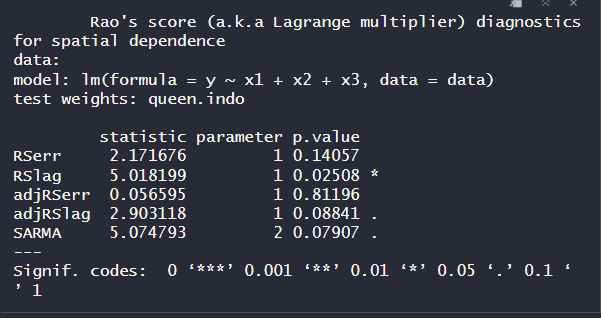 Rao's score (a.k.a Lagrange multiplier) diagnostics
for spatial dependence
data:
model: lm(formula = y ~ x1 + x2 + x3, data = data)
test weights: queen.indo
statistic parameter p.value
RSerr 2.171676 1 0.14057
RSlag 5.018199 1 0.02508 *
adjRSerr 0.056595 1 0.81196
adjRSlag 2.903118 1 0.08841 .
SARMA 5.074793 2 0.07907 .
---
Signif. codes: 0 ‘***’ 0.001 ‘**’ 0.01 ‘*’ 0.05 ‘.’ 0.1 ‘
’ 1